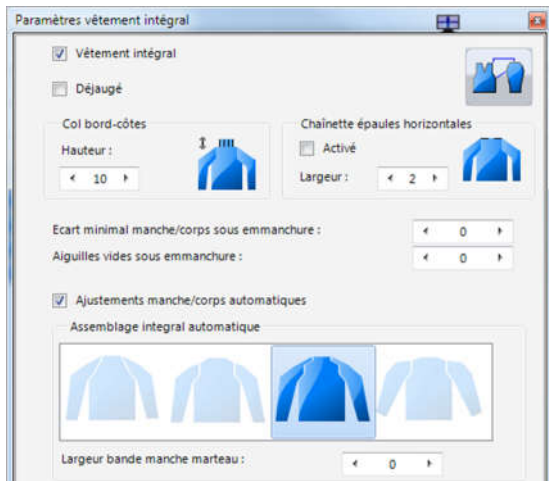 Paramètres vêtement intégral
Vêtement intégral
Déjaugé
Col bord-côtes
Hauteur :
10
Chaînette épaules horizontales
Activé
Largeur :
2
Ecart minimal manche/corps sous emmanchure :
0
Aiguilles vides sous emmanchure :
0
Ajustements manche/corps automatiques
Assemblage integral automatique
Largeur bande manche marteau :
0